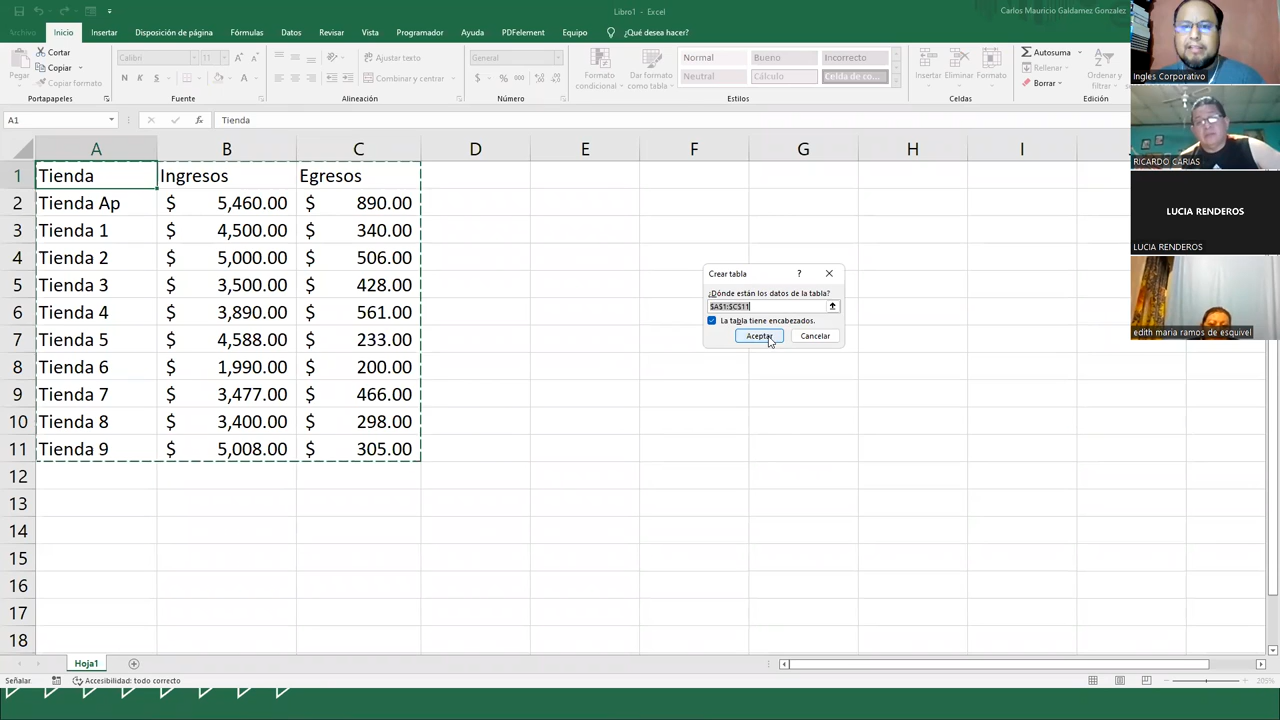 Libro1 - Excel
Carlos Mauricio Galdamez Gonzalez
Archivo Inicio Insertar Disposición de página Fórmulas Datos Revisar Vista Programador Ayuda PDFelement Equipo ¿Qué desea hacer?
Pegar
Cortar
Copiar
Copiar formato
Portapapeles
Calibri 11
N K S
Fuente
Ajustar texto
Combinar y centrar
Alineación
General
$ % 000
Número
Formato condicional
Dar formato como tabla
Normal Bueno Incorrecto
Neutral Cálculo Celda de co...
Estilos
Insertar Eliminar Formato
Celdas
Autosuma
Rellenar
Borrar
Ordenar y filtrar
Edición
A1 fx Tienda
A B C D E F G H I
1 Tienda Ingresos Egresos
2 Tienda Ap $ 5,460.00 $ 890.00
3 Tienda 1 $ 4,500.00 $ 340.00
4 Tienda 2 $ 5,000.00 $ 506.00
5 Tienda 3 $ 3,500.00 $ 428.00
6 Tienda 4 $ 3,890.00 $ 561.00
7 Tienda 5 $ 4,588.00 $ 233.00
8 Tienda 6 $ 1,990.00 $ 200.00
9 Tienda 7 $ 3,477.00 $ 466.00
10 Tienda 8 $ 3,400.00 $ 298.00
11 Tienda 9 $ 5,008.00 $ 305.00
12
13
14
15
16
17
18
Crear tabla ?
¿Dónde están los datos de la tabla?
$A$1:$C$11
La tabla tiene encabezados.
Aceptar Cancelar
Ingles Corporativo
RICARDO CARIAS
LUCIA RENDEROS
LUCIA RENDEROS
edith maria ramos de esquivel
Hoja1
Señalar Accesibilidad: todo correcto 205%